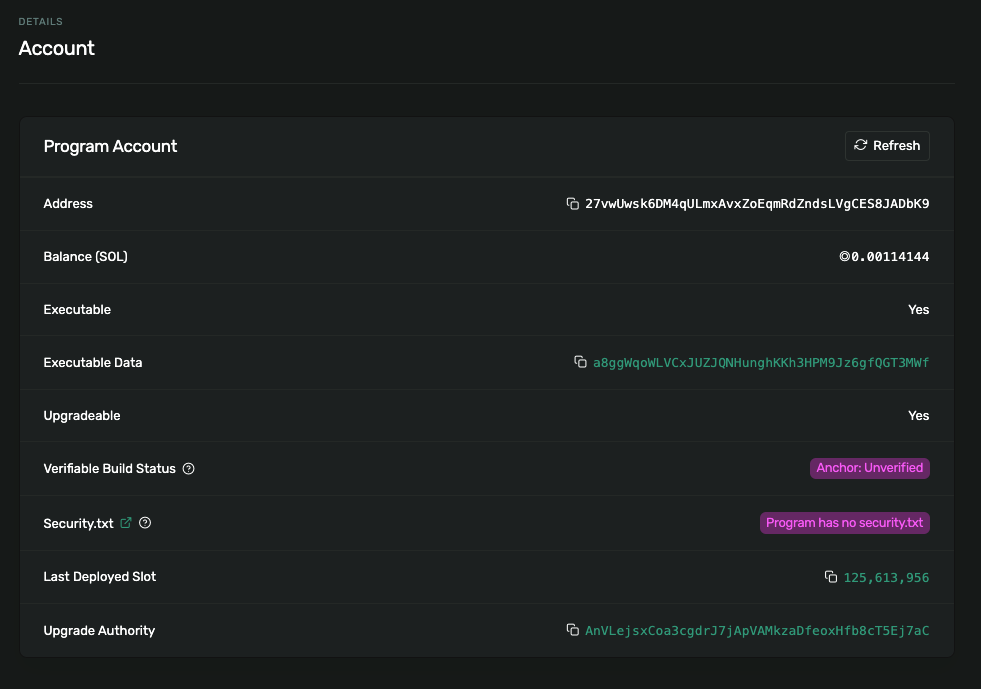 DETAILS
Account
Program Account
Refresh
Address 27vwUwsk6DM4qULmxAvxZoEqmRdZndsLVgCES8JADbK9
Balance (SOL) ◎0.00114144
Executable Yes
Executable Data a8ggWqoWLVCxJUZJQNHunghKKh3HPM9Jz6gfQGT3MWf
Upgradeable Yes
Verifiable Build Status Anchor: Unverified
Security.txt Program has no security.txt
Last Deployed Slot 125,613,956
Upgrade Authority AnVLejsxCoa3cgdrJ7jApVAMkzaDfeoxHfb8cT5Ej7aC